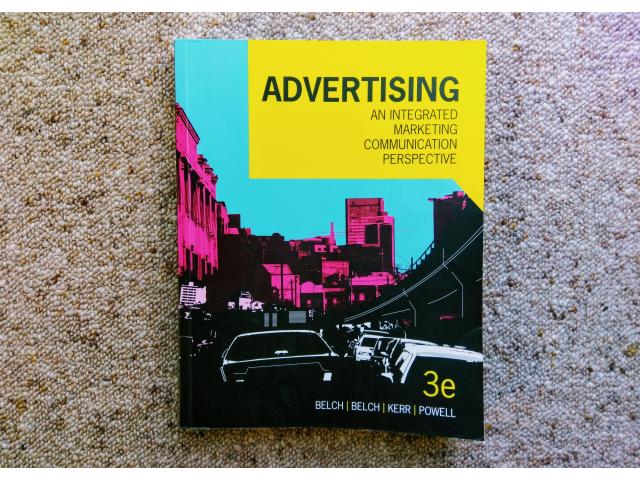 ADVERTISING
AN INTEGRATED
MARKETING
COMMUNICATION
PERSPECTIVE
3e
BELCH | BELCH | KERR | POWELL